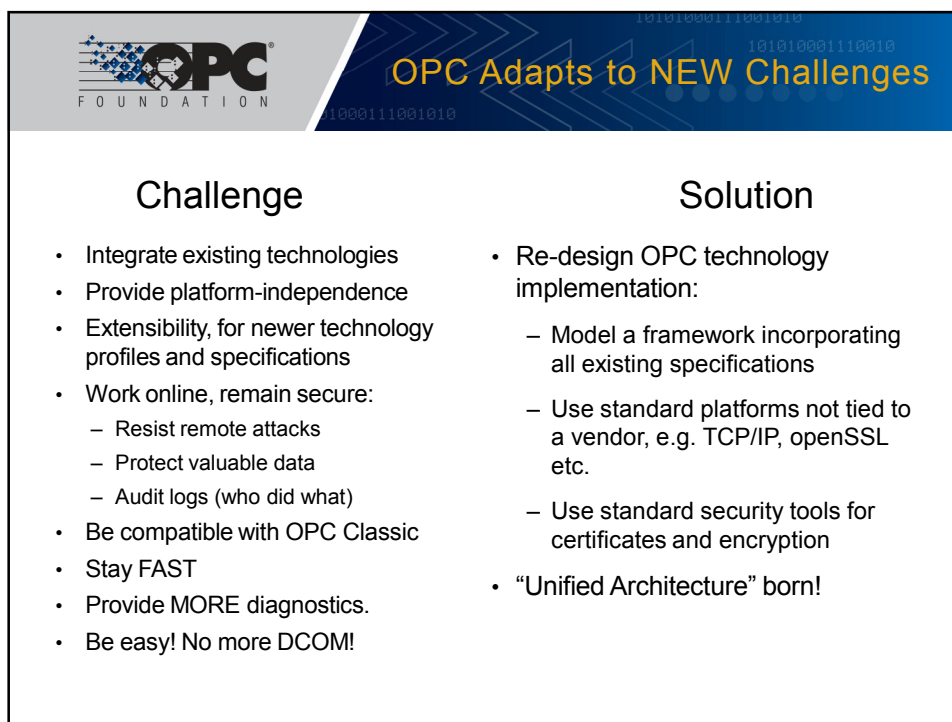 10101000111001010
101010001110010
OPC®
FOUNDATION
OPC Adapts to NEW Challenges
01000111001010
Challenge
• Integrate existing technologies
• Provide platform-independence
• Extensibility, for newer technology
profiles and specifications
• Work online, remain secure:
– Resist remote attacks
– Protect valuable data
– Audit logs (who did what)
• Be compatible with OPC Classic
• Stay FAST
• Provide MORE diagnostics.
• Be easy! No more DCOM!
Solution
• Re-design OPC technology
implementation:
– Model a framework incorporating
all existing specifications
– Use standard platforms not tied to
a vendor, e.g. TCP/IP, openSSL
etc.
– Use standard security tools for
certificates and encryption
• “Unified Architecture” born!